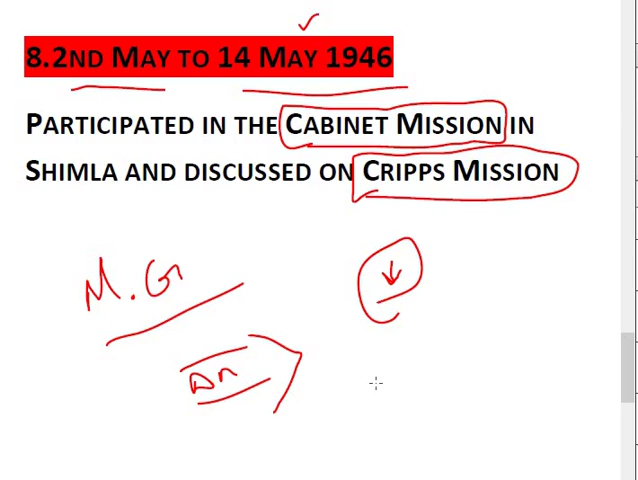 8.2ND MAY TO 14 MAY 1946
PARTICIPATED IN THE CABINET MISSION IN
SHIMLA AND DISCUSSED ON CRIPPS MISSION
M.G